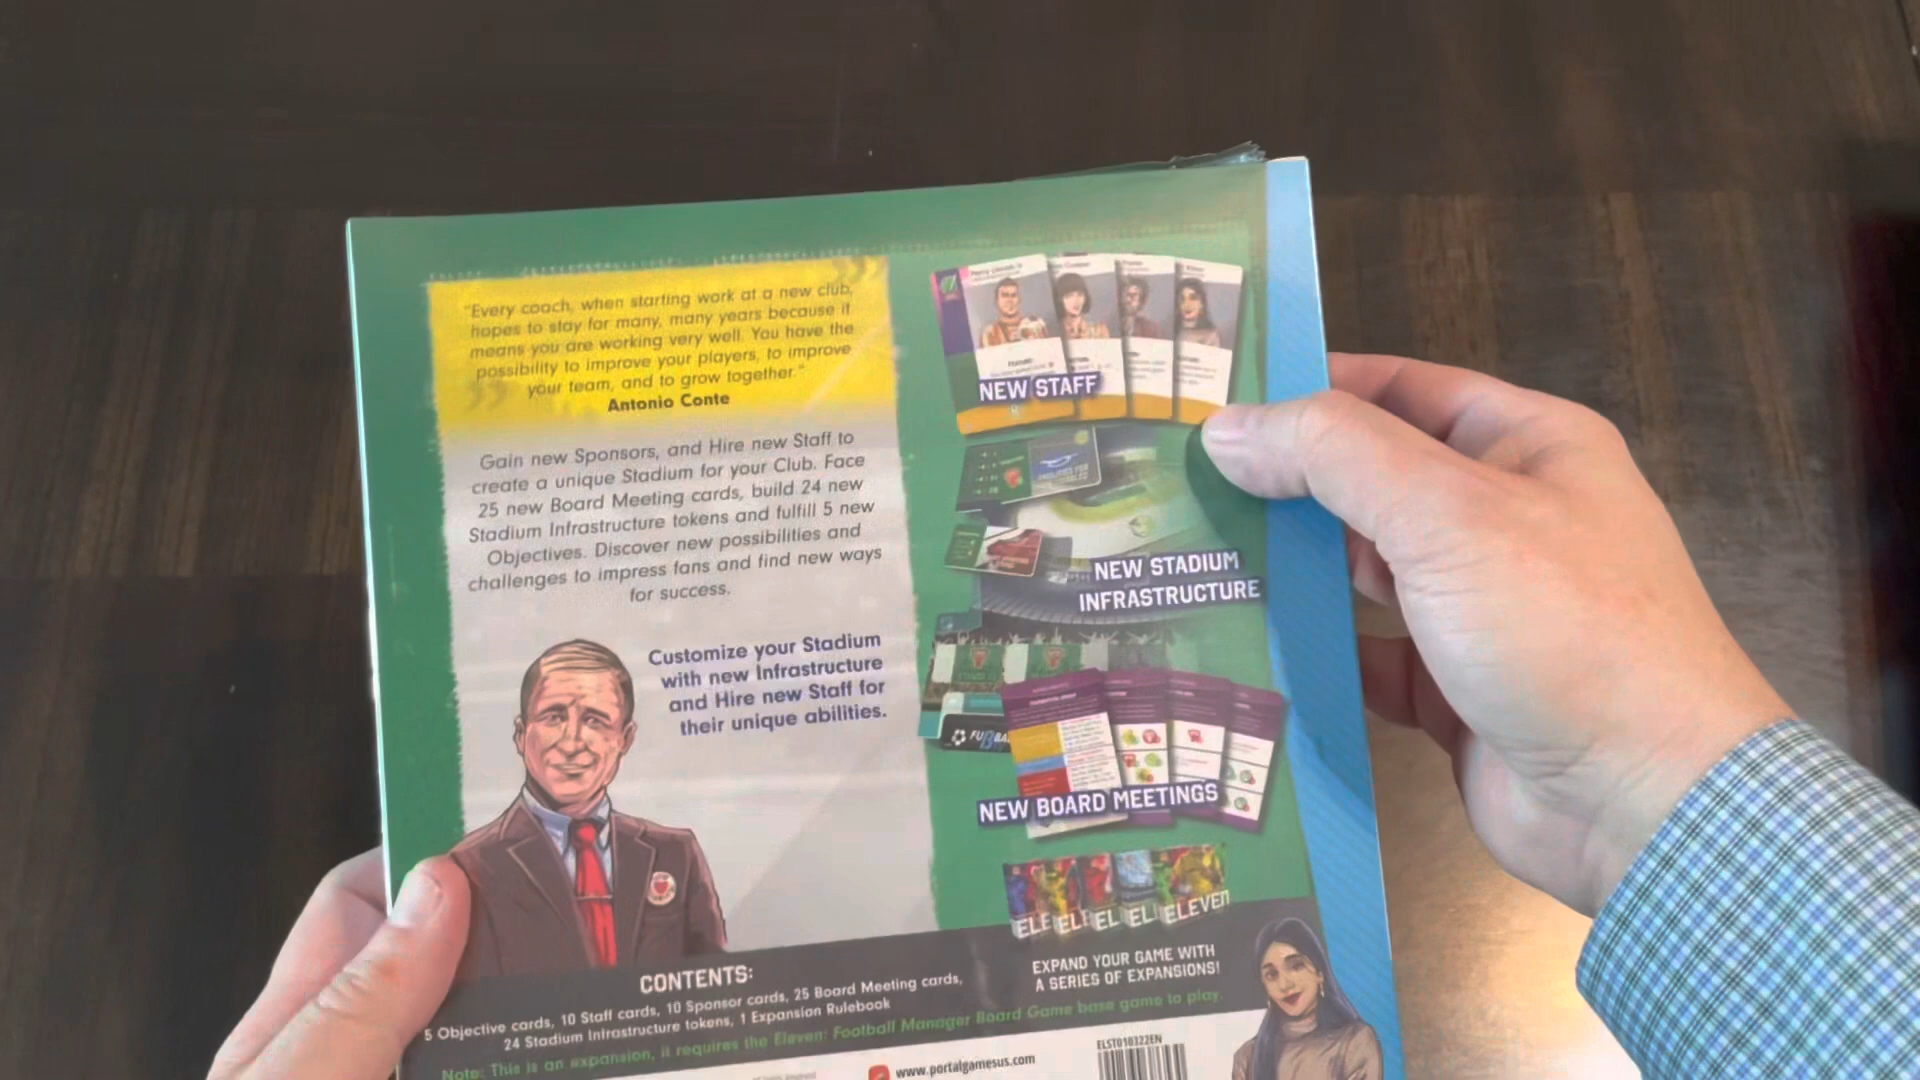 "Every coach, when starting work at a new club,
hopes to stay for many, many years because it
means you are working very well. You have the
possibility to improve your players, to improve
your team, and to grow together."
Antonio Conte
Gain new Sponsors, and Hire new Staff to
create a unique Stadium for your Club. Face
25 new Board Meeting cards, build 24 new
Stadium Infrastructure tokens and fulfill 5 new
Objectives. Discover new possibilities and
challenges to impress fans and find new ways
for success.
Customize your Stadium
with new Infrastructure
and Hire new Staff for
their unique abilities.
NEW STAFF
NEW STADIUM
INFRASTRUCTURE
NEW BOARD MEETINGS
ELE ELE EL EL ELEVEN
EXPAND YOUR GAME WITH
A SERIES OF EXPANSIONS!
CONTENTS:
5 Objective cards, 10 Staff cards, 10 Sponsor cards, 25 Board Meeting cards,
24 Stadium Infrastructure tokens, 1 Expansion Rulebook
Note: This is an expansion, it requires the Eleven: Football Manager Board Game base game to play.
www.portalgamesus.com
ELST010322EN